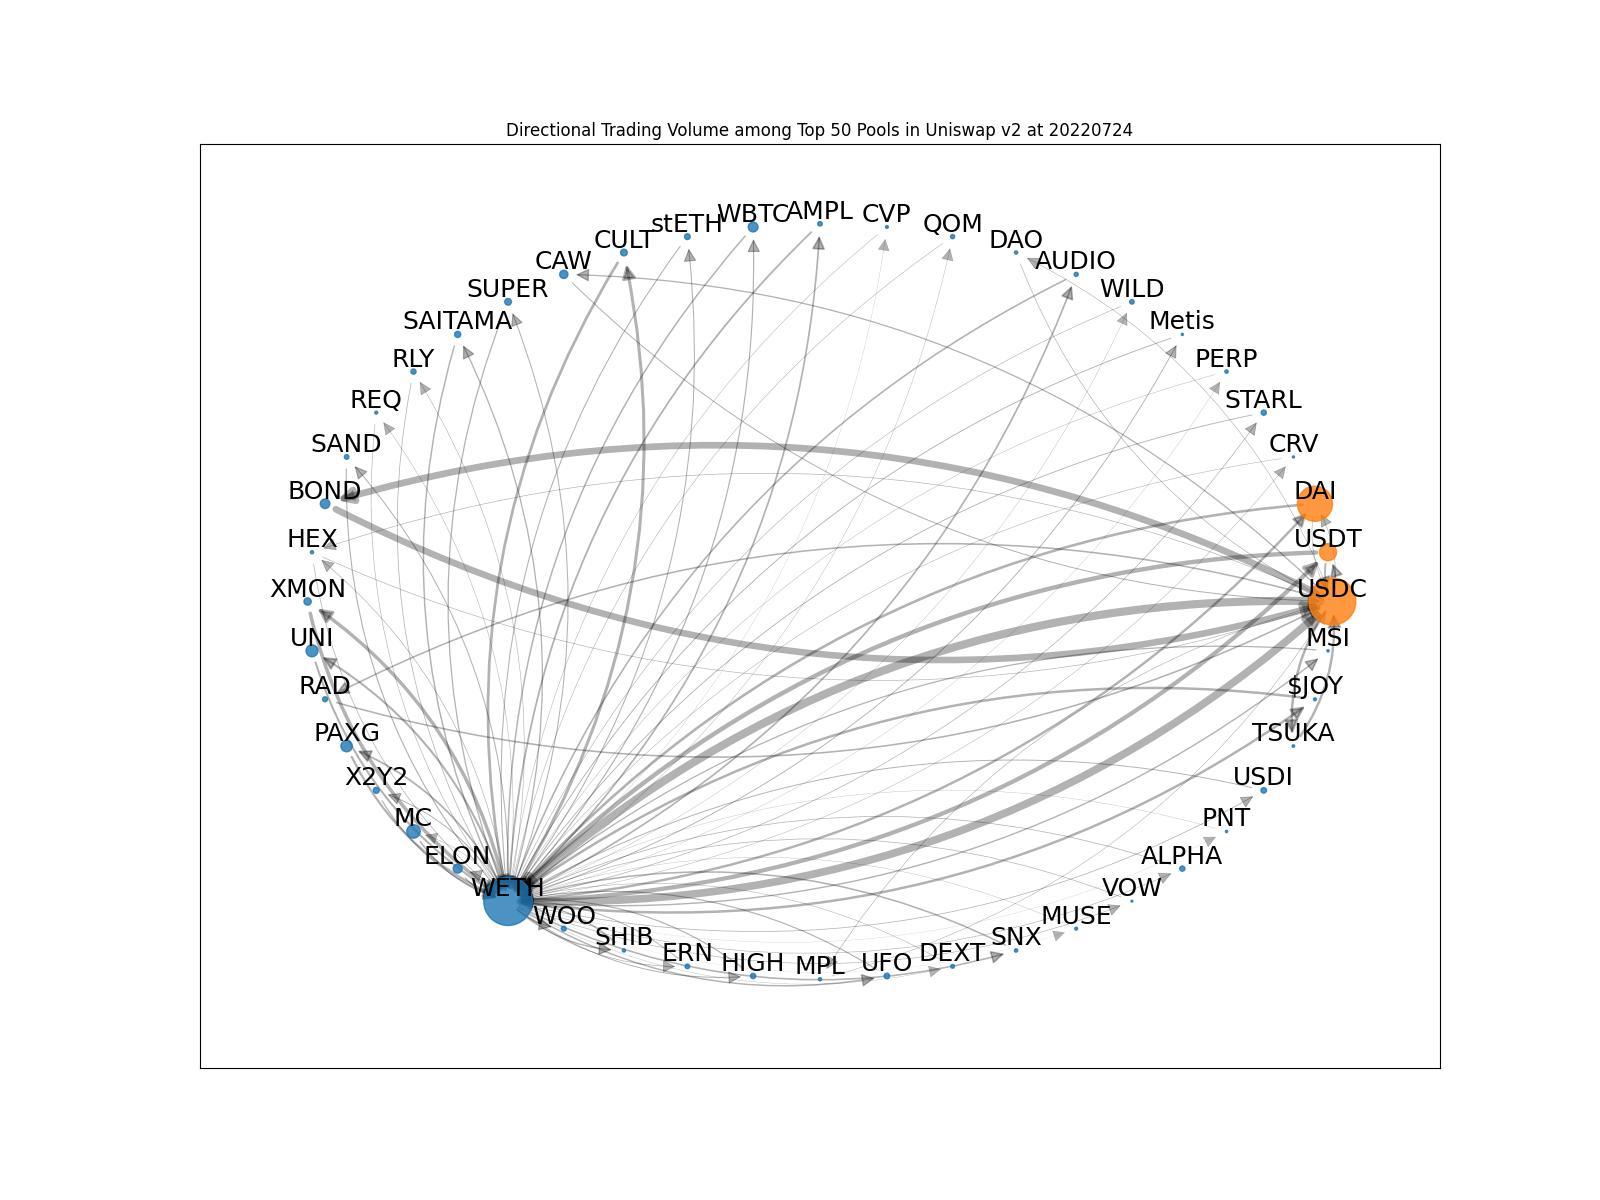 Directional Trading Volume among Top 50 Pools in Uniswap v2 at 20220724
WBTC
AMPL
CVP
stETH
QOM
CULT
DAO
CAW
AUDIO
SUPER
WILD
SAITAMA
Metis
RLY
PERP
REQ
STARL
SAND
CRV
BOND
DAI
HEX
USDT
XMON
USDC
UNI
MSI
RAD
$JOY
PAXG
TSUKA
X2Y2
USDI
MC
PNT
ELON
ALPHA
WETH
VOW
WOO
MUSE
SHIB
SNX
ERN
DEXT
HIGH
MPL
UFO